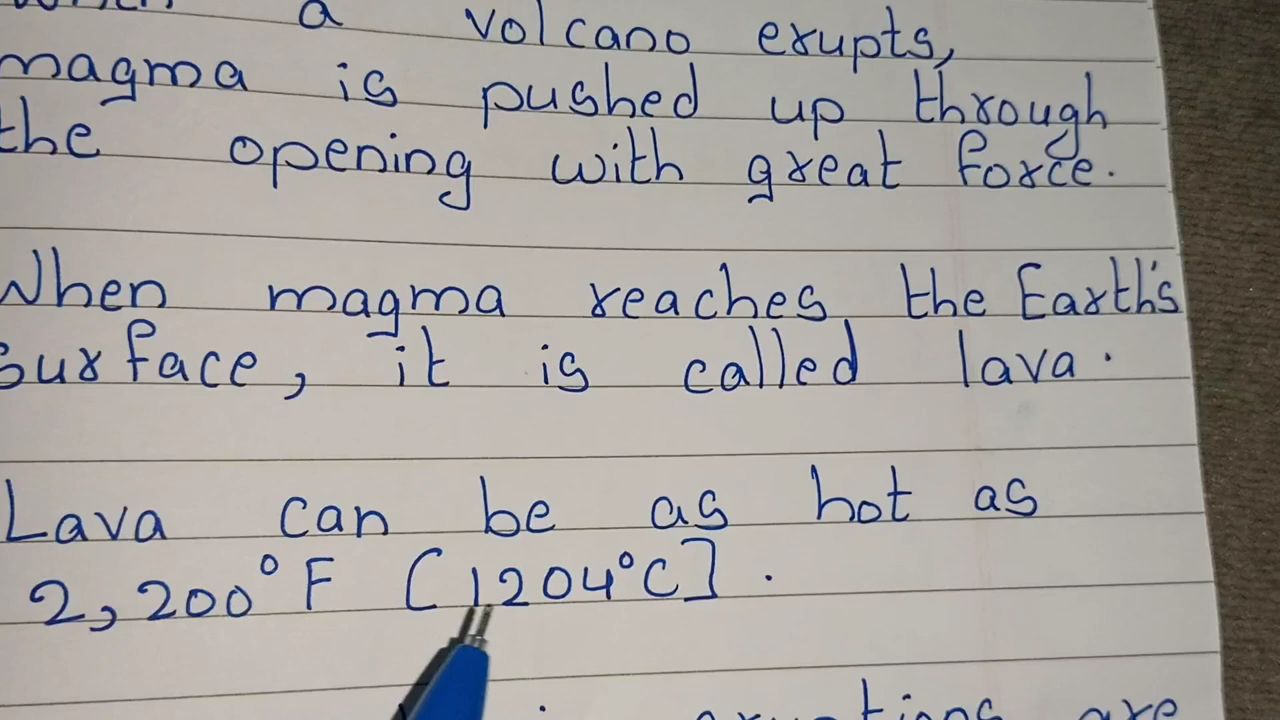 a volcano erupts,
magma is pushed up through
the opening with great force.
When magma reaches the Earth's
surface, it is called lava.
Lava can be as hot as
2,200°F [1204°C].
are